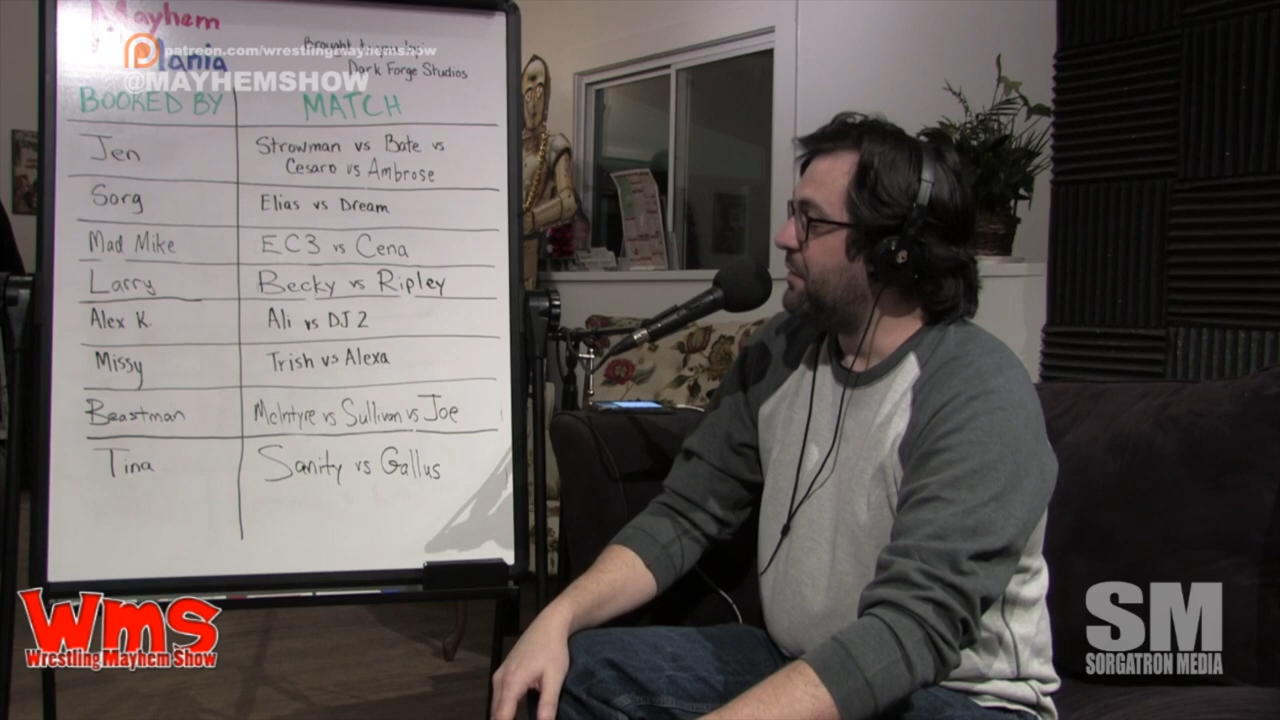 Mayhem
Mania
patreon.com/wrestlingmayhem
@MAYHEMSHOW
Brought to you by:
Dark Forge Studios
BOOKED BY MATCH
Jen Strowman vs Bate vs
Cesaro vs Ambrose
Sorg Elias vs Dream
Mad Mike EC3 vs Cena
Larry Becky vs Ripley
Alex K. Ali vs DJ2
Missy Trish vs Alexa
Beastman McIntyre vs Sullivan vs Joe
Tina Sanity vs Gallus
WMS
Wrestling Mayhem Show
SM
SORGATRON MEDIA